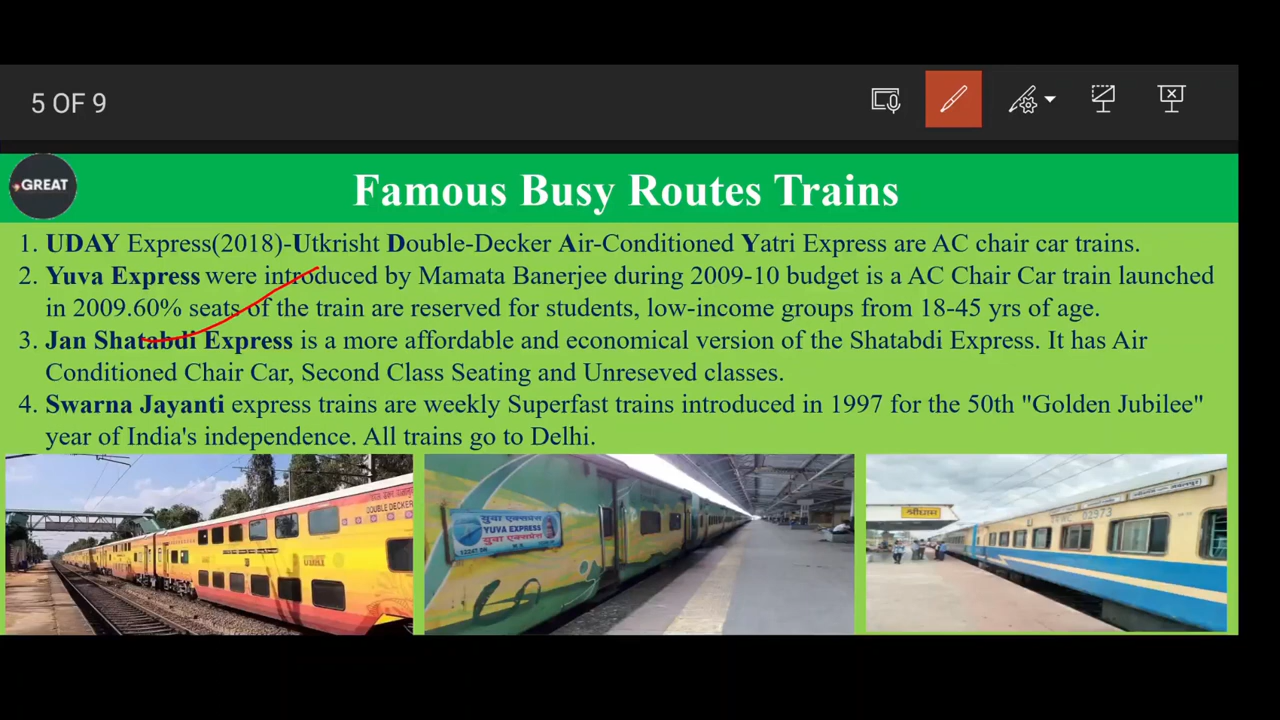 5 OF 9
GREAT
Famous Busy Routes Trains
1. UDAY Express(2018)-Utkrisht Double-Decker Air-Conditioned Yatri Express are AC chair car trains.
2. Yuva Express were introduced by Mamata Banerjee during 2009-10 budget is a AC Chair Car train launched
in 2009.60% seats of the train are reserved for students, low-income groups from 18-45 yrs of age.
3. Jan Shatabdi Express is a more affordable and economical version of the Shatabdi Express. It has Air
Conditioned Chair Car, Second Class Seating and Unreseved classes.
4. Swarna Jayanti express trains are weekly Superfast trains introduced in 1997 for the 50th "Golden Jubilee"
year of India's independence. All trains go to Delhi.
DOUBLE DECKER
UDAY
युवा एक्सप्रेस
YUVA EXPRESS
युवा एक्सप्रेस
श्रीधाम
02973